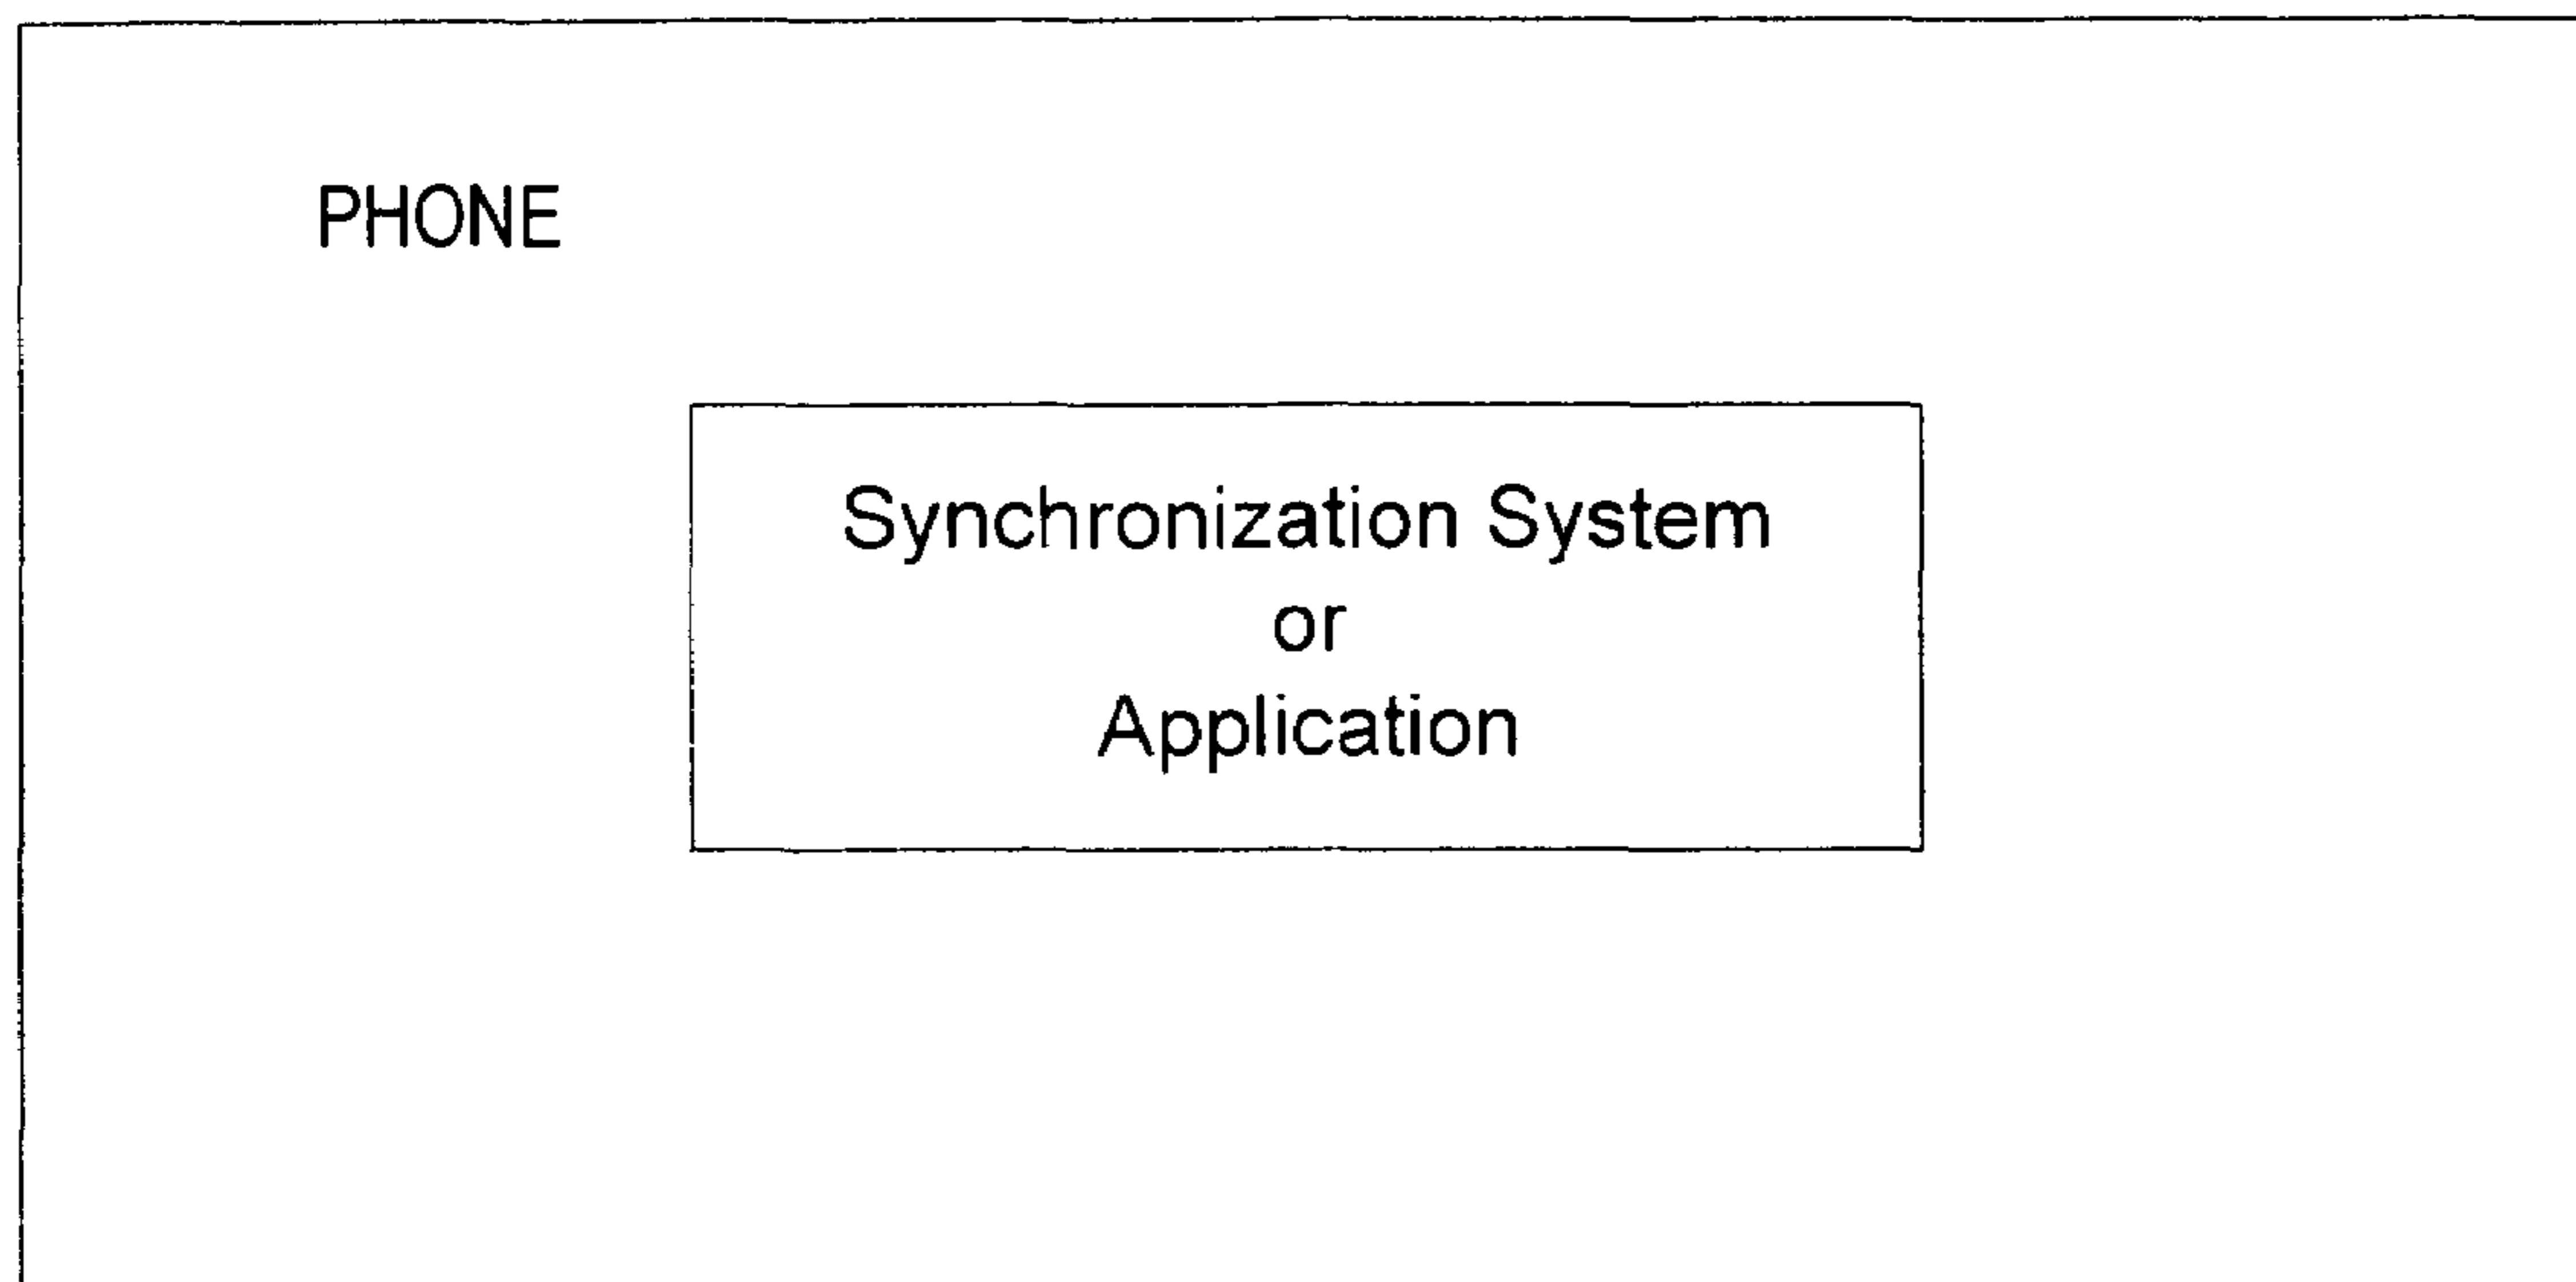 PHONE
Synchronization System
or
Application